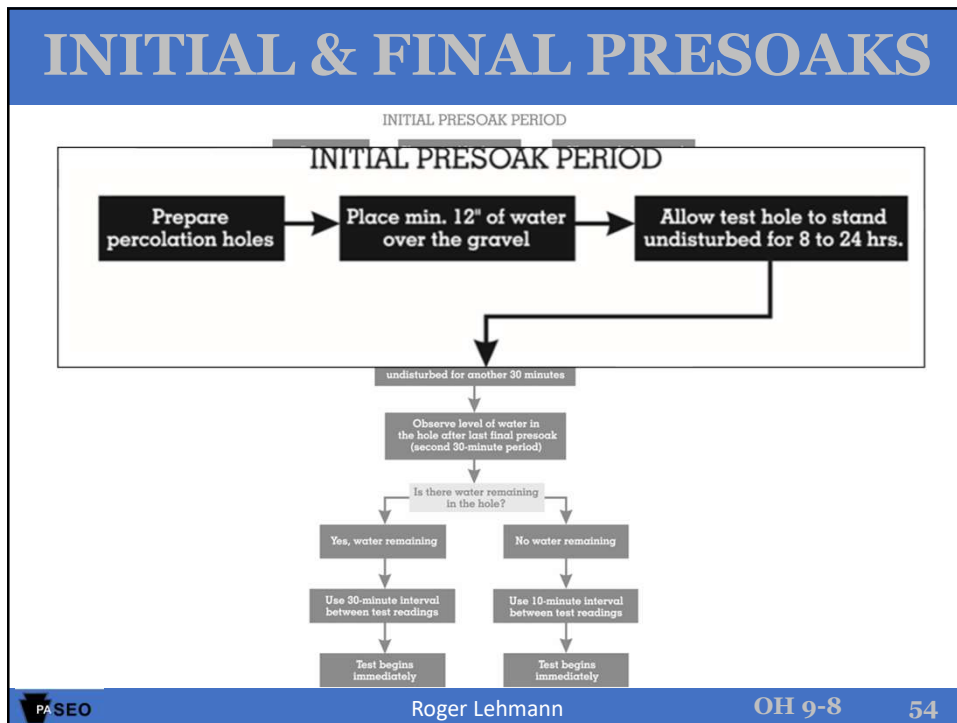 INITIAL & FINAL PRESOAKS
INITIAL PRESOAK PERIOD
INITIAL PRESOAK PERIOD
Prepare
percolation holes
Place min. 12" of water
over the gravel
Allow test hole to stand
undisturbed for 8 to 24 hrs.
undisturbed for another 30 minutes
Observe level of water in
the hole after last final presoak
(second 30-minute period)
Is there water remaining
in the hole?
Yes, water remaining
No water remaining
Use 30-minute interval
between test readings
Use 10-minute interval
between test readings
Test begins
immediately
Test begins
immediately
PASEO
Roger Lehmann
OH 9-8
54